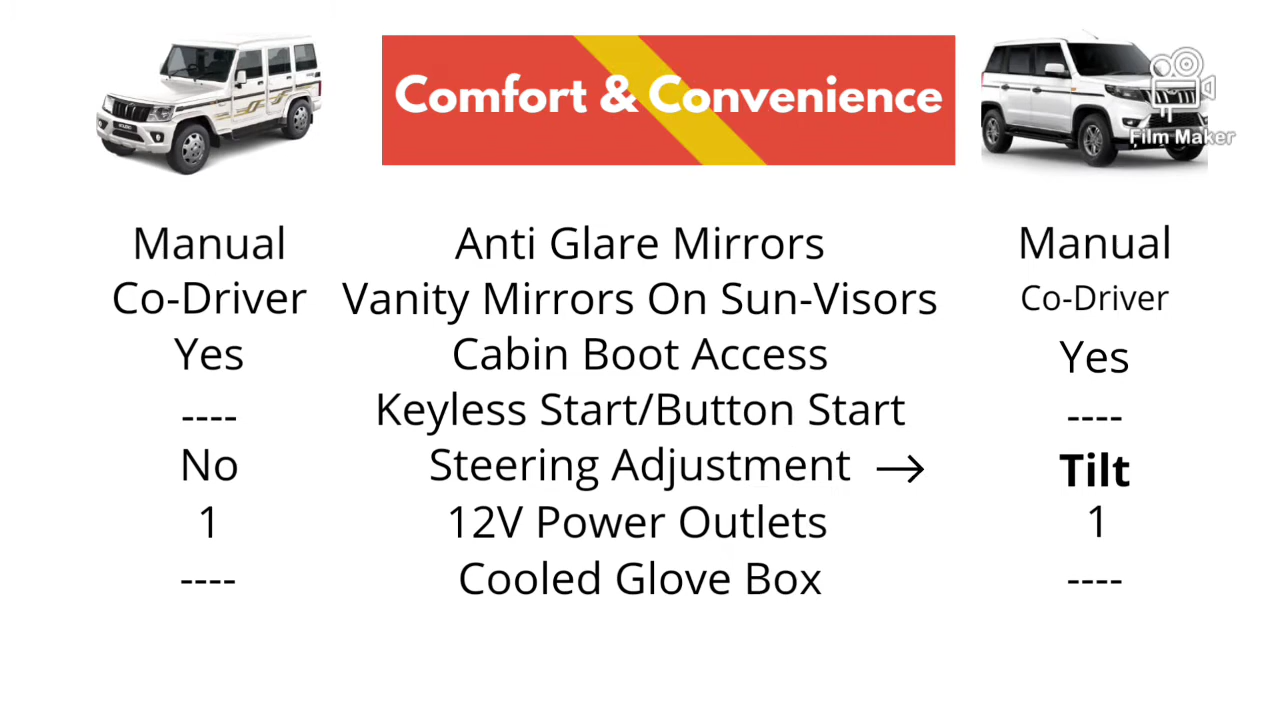 Comfort & Convenience
Film Maker
Manual Anti Glare Mirrors Manual
Co-Driver Vanity Mirrors On Sun-Visors Co-Driver
Yes Cabin Boot Access Yes
---- Keyless Start/Button Start ----
No Steering Adjustment → Tilt
1 12V Power Outlets 1
---- Cooled Glove Box ----